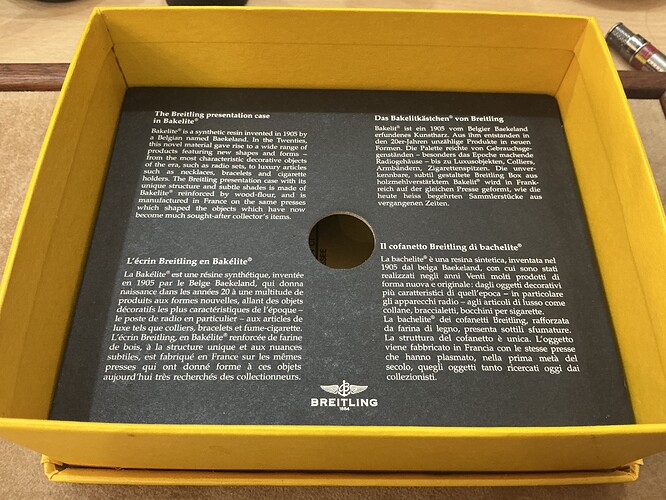 The Breitling presentation case
in Bakelite®
Bakelite® is a synthetic resin invented in 1905 by
a Belgian named Baekeland. In the Twenties,
this novel material gave rise to a wide range of
products featuring new shapes and forms –
from the most characteristic decorative objects
of the era, such as radio sets, to luxury articles
such as necklaces, bracelets and cigarette
holders. The Breitling presentation case with its
unique structure and subtle shades is made of
Bakelite® reinforced by wood-flour, and is
manufactured in France on the same presses
which shaped the objects which have now
become much sought-after collector's items.
Das Bakelitkästchen® von Breitling
Bakelit® ist ein 1905 vom Belgier Baekeland
erfundenes Kunstharz. Aus ihm entstanden in
den 20er-Jahren unzählige Produkte in neuen
Formen. Die Palette reichte von Gebrauchsge-
genständen – besonders das Epoche machende
Radiogehäuse – bis zu Luxusobjekten, Colliers,
Armbändern, Zigarettenspitzen. Die unver-
kennbare, subtil gestaltete Breitling Box aus
holzmehlverstärktem Bakelit® wird in Frank-
reich auf der gleichen Presse geformt, wie die
heute heiss begehrten Sammlerstücke aus
vergangenen Zeiten.
L'écrin Breitling en Bakélite®
La Bakélite® est une résine synthétique, inventée
en 1905 par le Belge Baekeland, qui donna
naissance dans les années 20 à une multitude de
produits aux formes nouvelles, allant des objets
décoratifs les plus caractéristiques de l'époque –
le poste de radio en particulier – aux articles de
luxe tels que colliers, bracelets et fume-cigarette.
L'écrin Breitling, en Bakélite® renforcée de farine
de bois, à la structure unique et aux nuances
subtiles, est fabriqué en France sur les mêmes
presses qui ont donné forme à ces objets
aujourd'hui très recherchés des collectionneurs.
Il cofanetto Breitling di bachelite®
La bachelite® è una resina sintetica, inventata nel
1905 dal belga Baekeland, con cui sono stati
realizzati negli anni Venti molti prodotti di
forma nuova e originale: dagli oggetti decorativi
più caratteristici di quell'epoca – in particolare
gli apparecchi radio – agli articoli di lusso come
collane, braccialetti, bocchini per sigarette.
La bachelite® dei cofanetti Breitling, rafforzata
da farina di legno, presenta sottili sfumature.
La struttura del cofanetto è unica. L'oggetto
viene fabbricato in Francia con le stesse presse
che hanno plasmato, nella prima metà del
secolo, quegli oggetti tanto ricercati oggi dai
collezionisti.
BREITLING
1884